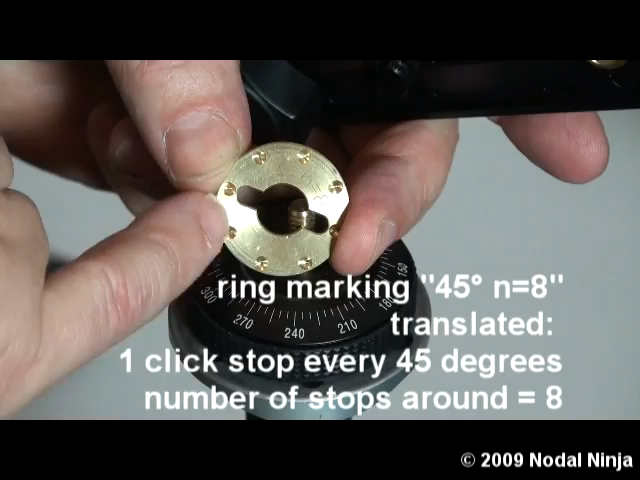 150
180
300
270
240
210
ring marking "45° n=8"
translated:
1 click stop every 45 degrees
number of stops around = 8
© 2009 Nodal Ninja